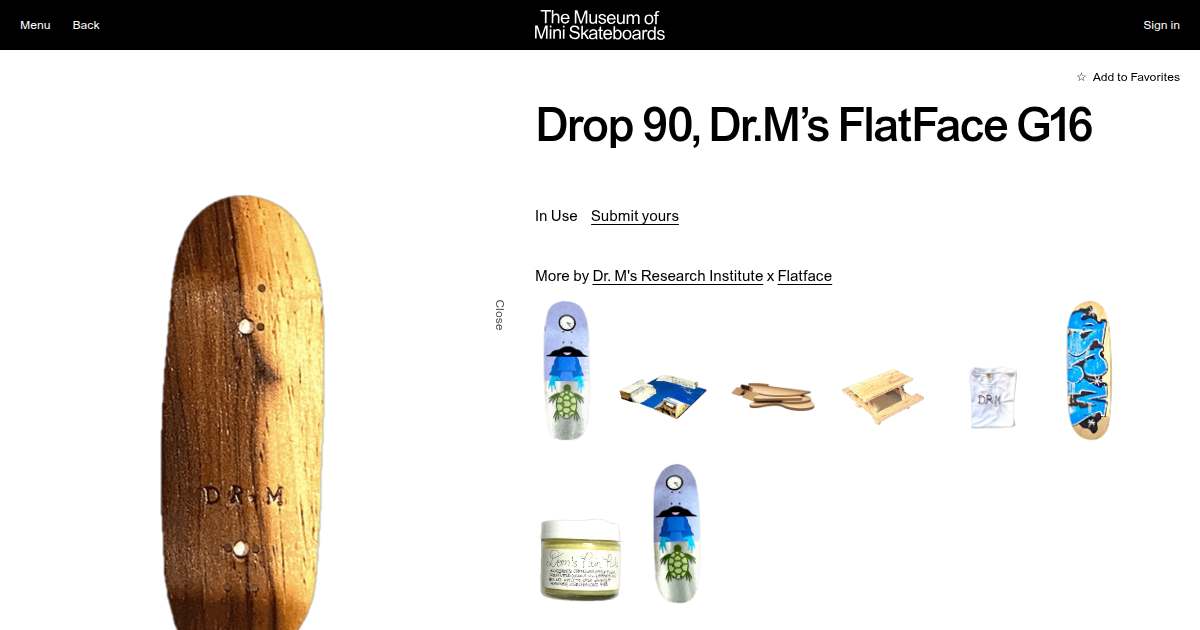 Menu
Back
The Museum of
Mini Skateboards
Sign in
☆ Add to Favorites
Drop 90, Dr.M’s FlatFace G16
In Use Submit yours
More by Dr. M's Research Institute x Flatface
Close
DR.M
DR.M